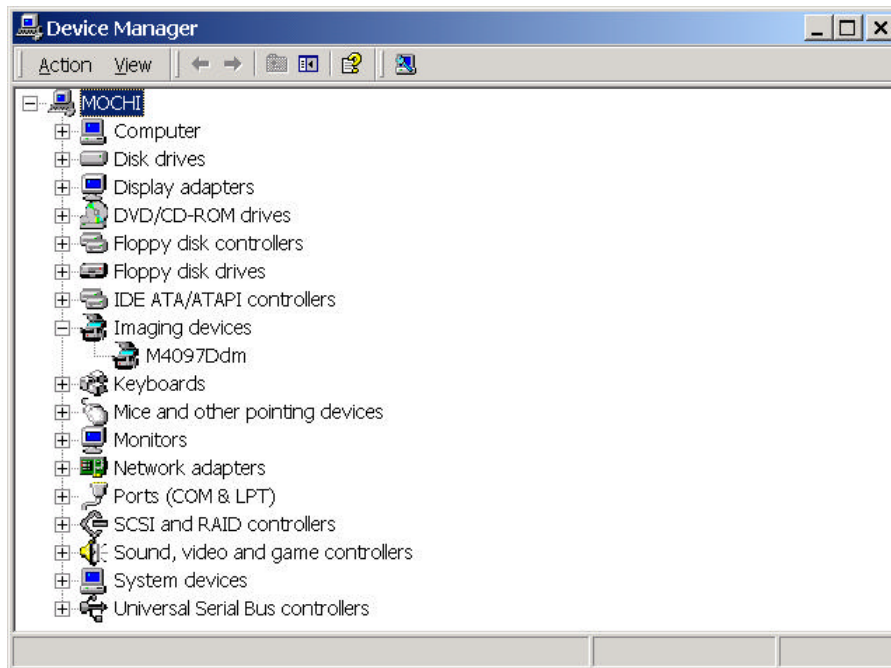 Device Manager
Action View
MOCHI
Computer
Disk drives
Display adapters
DVD/CD-ROM drives
Floppy disk controllers
Floppy disk drives
IDE ATA/ATAPI controllers
Imaging devices
M4097Ddm
Keyboards
Mice and other pointing devices
Monitors
Network adapters
Ports (COM & LPT)
SCSI and RAID controllers
Sound, video and game controllers
System devices
Universal Serial Bus controllers